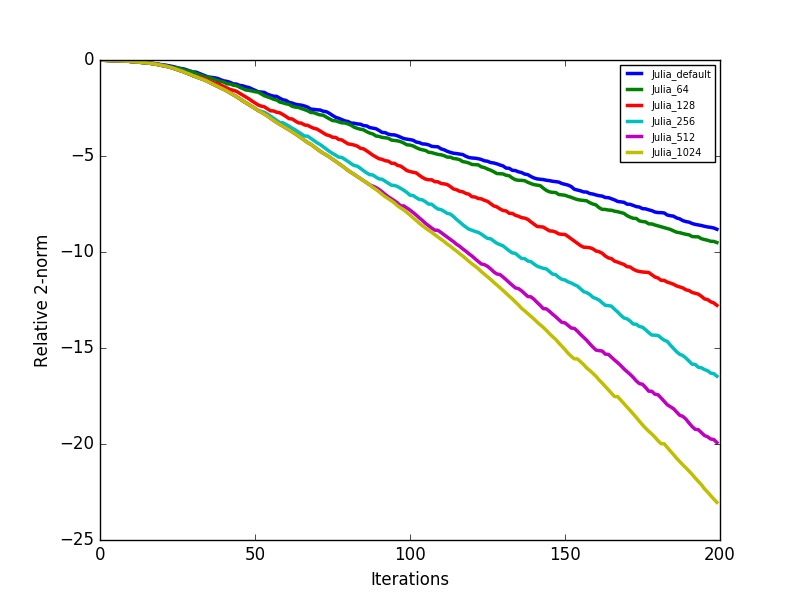 0
−5
−10
−15
−20
−25
Relative 2-norm
0
50
100
150
200
Iterations
Julia_default
Julia_64
Julia_128
Julia_256
Julia_512
Julia_1024